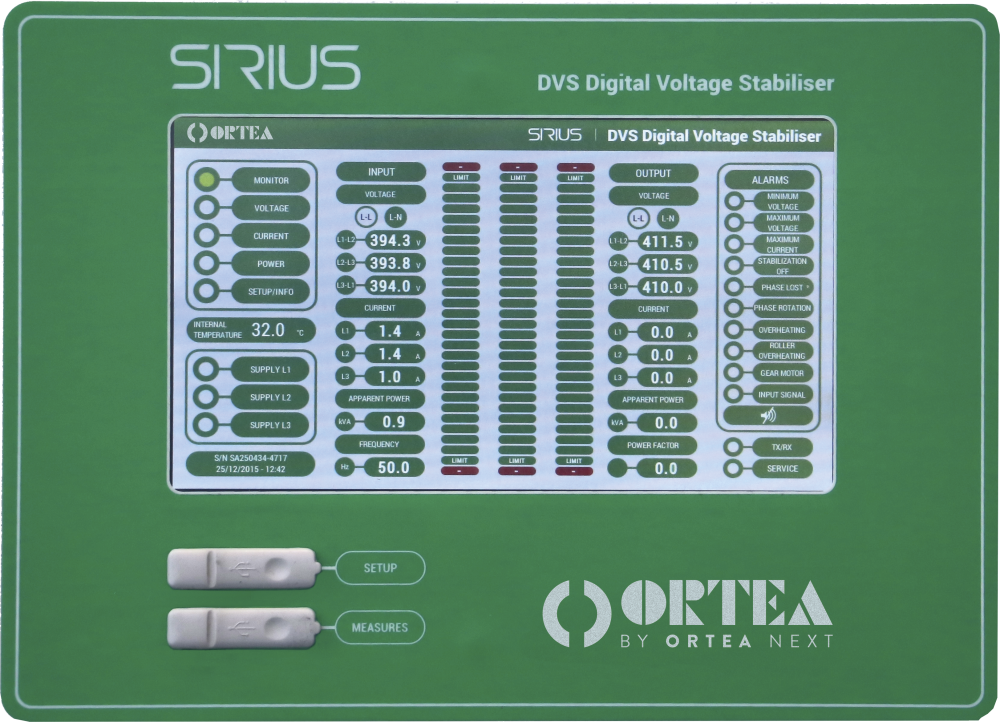 SIRIUS
DVS Digital Voltage Stabiliser
ORTEA
SIRIUS | DVS Digital Voltage Stabiliser
MONITOR
VOLTAGE
CURRENT
POWER
SETUP/INFO
INTERNAL
TEMPERATURE
32.0 °C
SUPPLY L1
SUPPLY L2
SUPPLY L3
S/N SA250434-4717
25/12/2015 - 12:42
INPUT
VOLTAGE
L-L L-N
L1-L2 394.3 V
L2-L3 393.8 V
L3-L1 394.0 V
CURRENT
L1 1.4 A
L2 1.4 A
L3 1.0 A
APPARENT POWER
kVA 0.9
FREQUENCY
Hz 50.0
- - -
LIMIT LIMIT LIMIT
LIMIT LIMIT LIMIT
- - -
OUTPUT
VOLTAGE
L-L L-N
L1-L2 411.5 V
L2-L3 410.5 V
L3-L1 410.0 V
CURRENT
L1 0.0 A
L2 0.0 A
L3 0.0 A
APPARENT POWER
kVA 0.0
POWER FACTOR
0.0
ALARMS
MINIMUM
VOLTAGE
MAXIMUM
VOLTAGE
MAXIMUM
CURRENT
STABILIZATION
OFF
PHASE LOST *
PHASE ROTATION
OVERHEATING
ROLLER
OVERHEATING
GEAR MOTOR
INPUT SIGNAL
TX/RX
SERVICE
SETUP
MEASURES
ORTEA
BY ORTEA NEXT